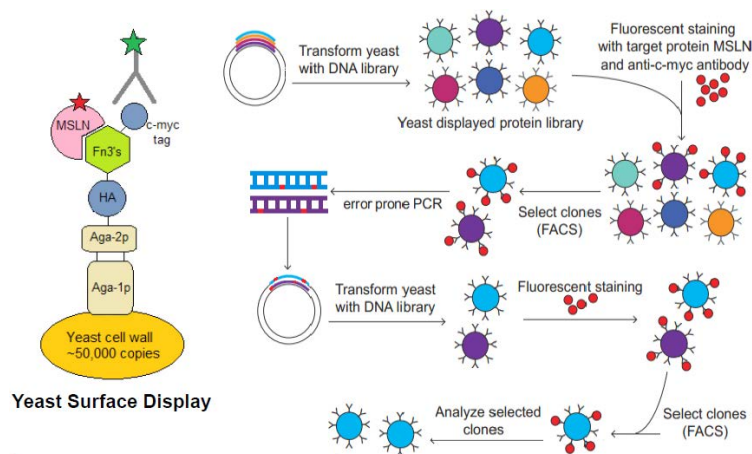 MSLN
c-myc
tag
Fn3's
HA
Aga-2p
Aga-1p
Yeast cell wall
~50,000 copies
Yeast Surface Display
Transform yeast
with DNA library
Yeast displayed protein library
Fluorescent staining
with target protein MSLN
and anti-c-myc antibody
error prone PCR
Select clones
(FACS)
Transform yeast
with DNA library
Fluorescent staining
Select clones
(FACS)
Analyze selected
clones